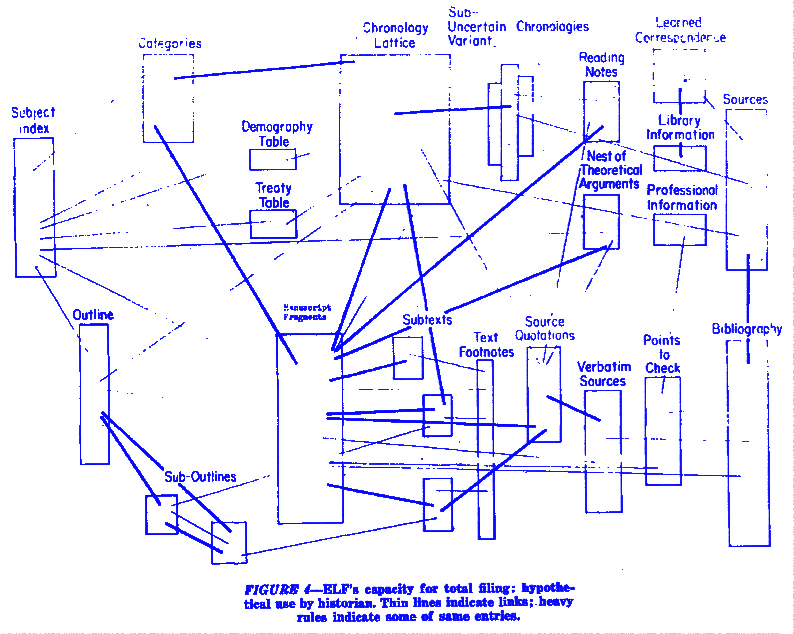 Sub-
Chronology Uncertain Chronologies
Lattice Variant
Learned
Correspondence
Categories
Reading
Notes
Sources
Subject
Index
Demography
Table
Library
Information
Nest of
Theoretical
Arguments
Treaty
Table
Professional
Information
Manuscript
Fragments
Outline
Subtexts
Source
Quotations
Text
Footnotes
Points
to
Check
Bibliography
Verbatim
Sources
Sub-Outlines
FIGURE 4—ELF's capacity for total filing: hypothe-
tical use by historian. Thin lines indicate links; heavy
rules indicate some of same entries.